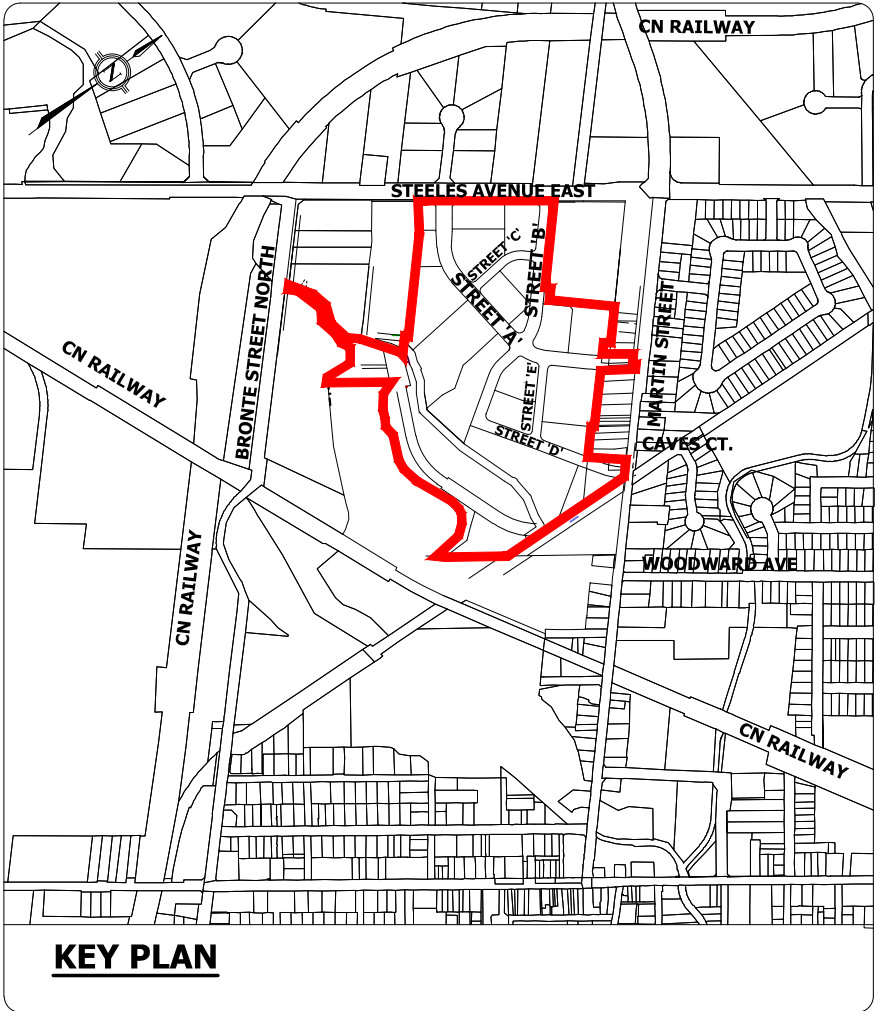 CN RAILWAY
N
STEELES AVENUE EAST
STREET 'C'
STREET 'B'
STREET 'A'
BRONTE STREET NORTH
MARTIN STREET
CN RAILWAY
STREET 'E'
STREET 'D'
CAVES CT.
CN RAILWAY
WOODWARD AVE
CN RAILWAY
KEY PLAN